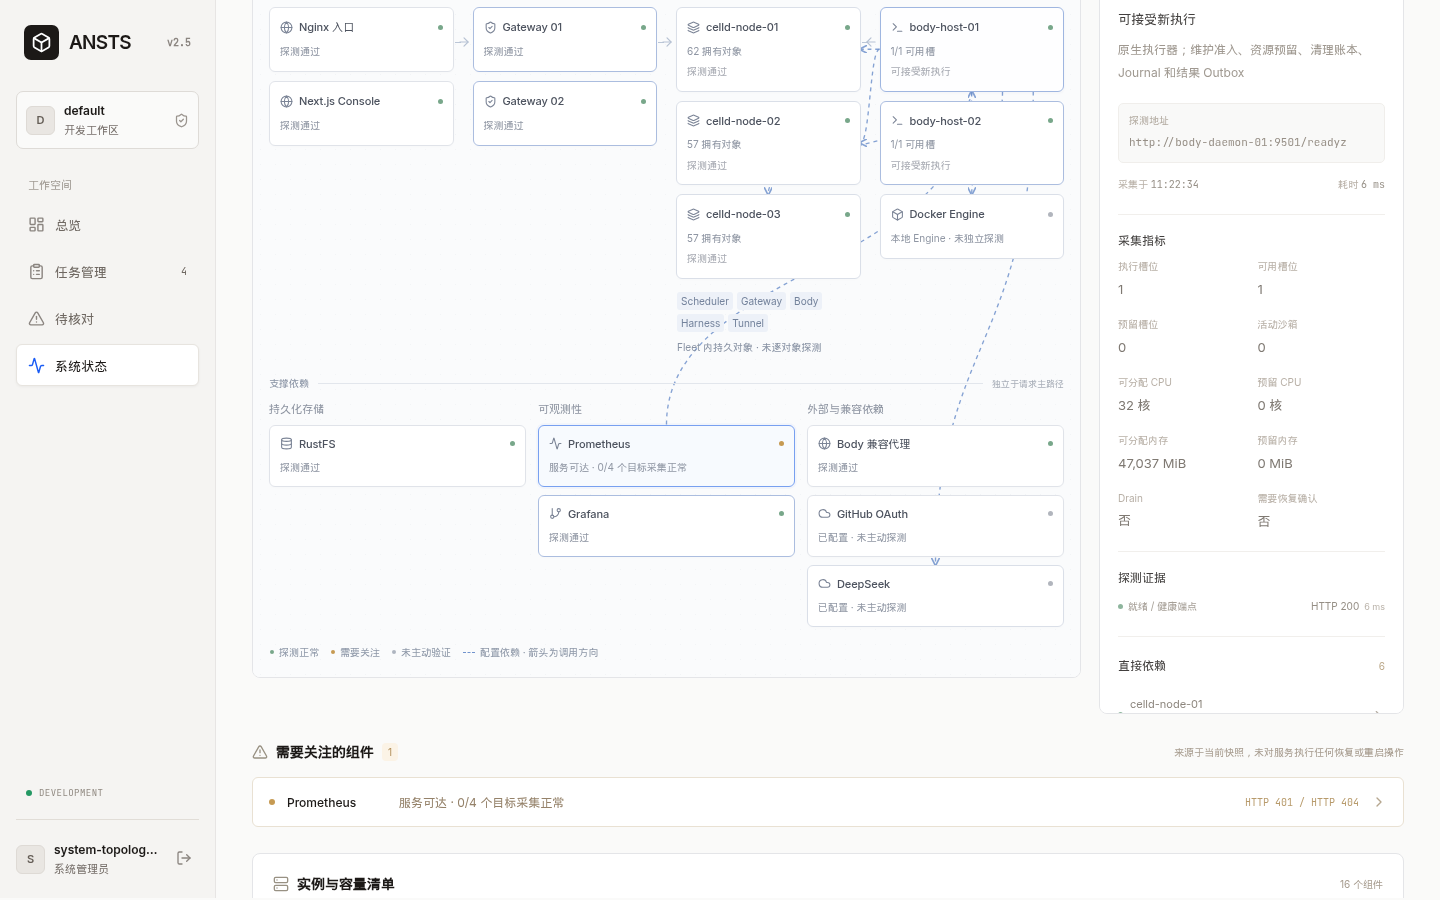 ANSTS
v2.5
D
default
开发工作区
工作空间
总览
任务管理
4
待核对
系统状态
DEVELOPMENT
S
system-topolog...
系统管理员
Nginx 入口
探测通过
Next.js Console
探测通过
Gateway 01
探测通过
Gateway 02
探测通过
celld-node-01
62 拥有对象
探测通过
celld-node-02
57 拥有对象
探测通过
celld-node-03
57 拥有对象
探测通过
body-host-01
1/1 可用槽
可接受新执行
body-host-02
1/1 可用槽
可接受新执行
Docker Engine
本地 Engine · 未独立探测
Scheduler
Gateway
Body
Harness
Tunnel
Fleet 内持久对象 · 未逐对象探测
支撑依赖
独立于请求主路径
持久化存储
RustFS
探测通过
可观测性
Prometheus
服务可达 · 0/4 个目标采集正常
Grafana
探测通过
外部与兼容依赖
Body 兼容代理
探测通过
GitHub OAuth
已配置 · 未主动探测
DeepSeek
已配置 · 未主动探测
探测正常
需要关注
未主动验证
配置依赖 · 箭头为调用方向
可接受新执行
原生执行器；维护准入、资源预留、清理账本、
Journal 和结果 Outbox
探测地址
http://body-daemon-01:9501/readyz
采集于 11:22:34
耗时 6 ms
采集指标
执行槽位
可用槽位
1
1
预留槽位
活动沙箱
0
0
可分配 CPU
预留 CPU
32 核
0 核
可分配内存
预留内存
47,037 MiB
0 MiB
Drain
需要恢复确认
否
否
探测证据
就绪 / 健康端点
HTTP 200 6 ms
直接依赖
6
celld-node-01
需要关注的组件
1
来源于当前快照，未对服务执行任何恢复或重启操作
Prometheus
服务可达 · 0/4 个目标采集正常
HTTP 401 / HTTP 404
实例与容量清单
16 个组件